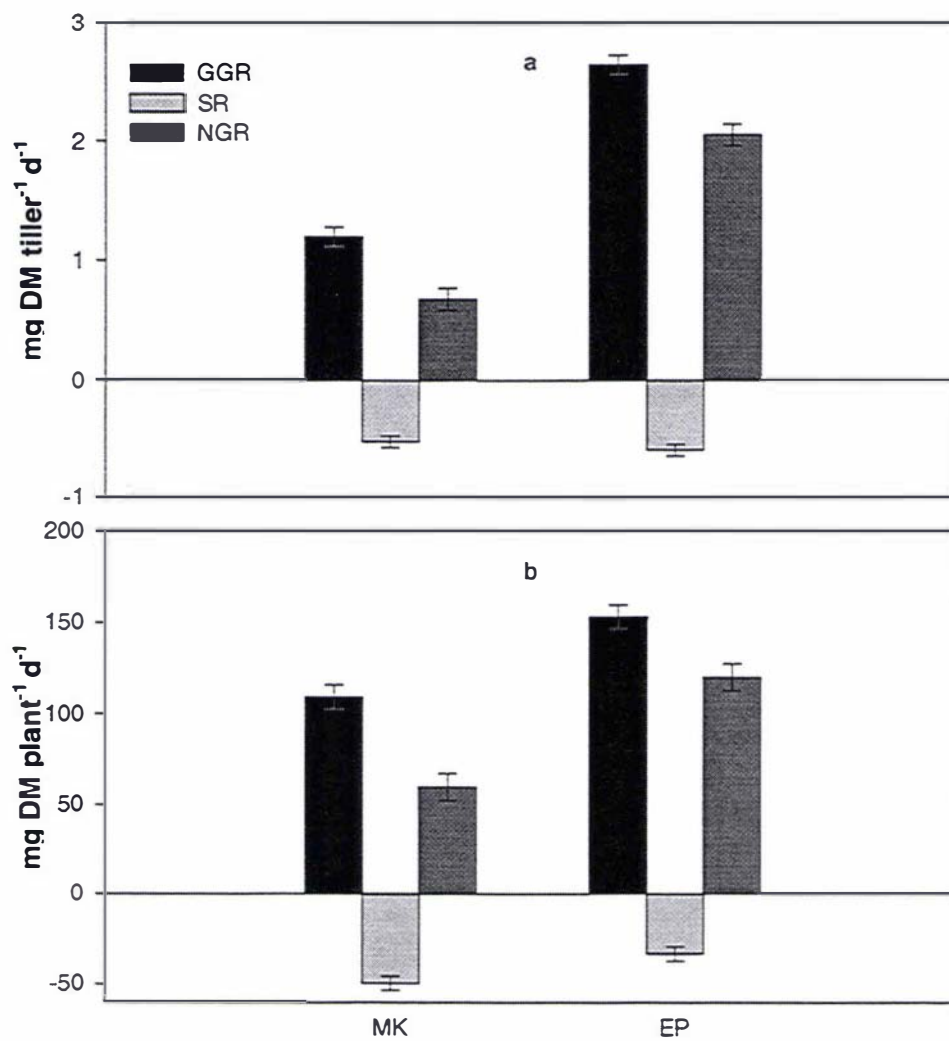 3
a
GGR
SR
NGR
2
1
0
-1
mg DM tiller⁻¹ d⁻¹
200
b
150
100
50
0
-50
mg DM plant⁻¹ d⁻¹
MK EP